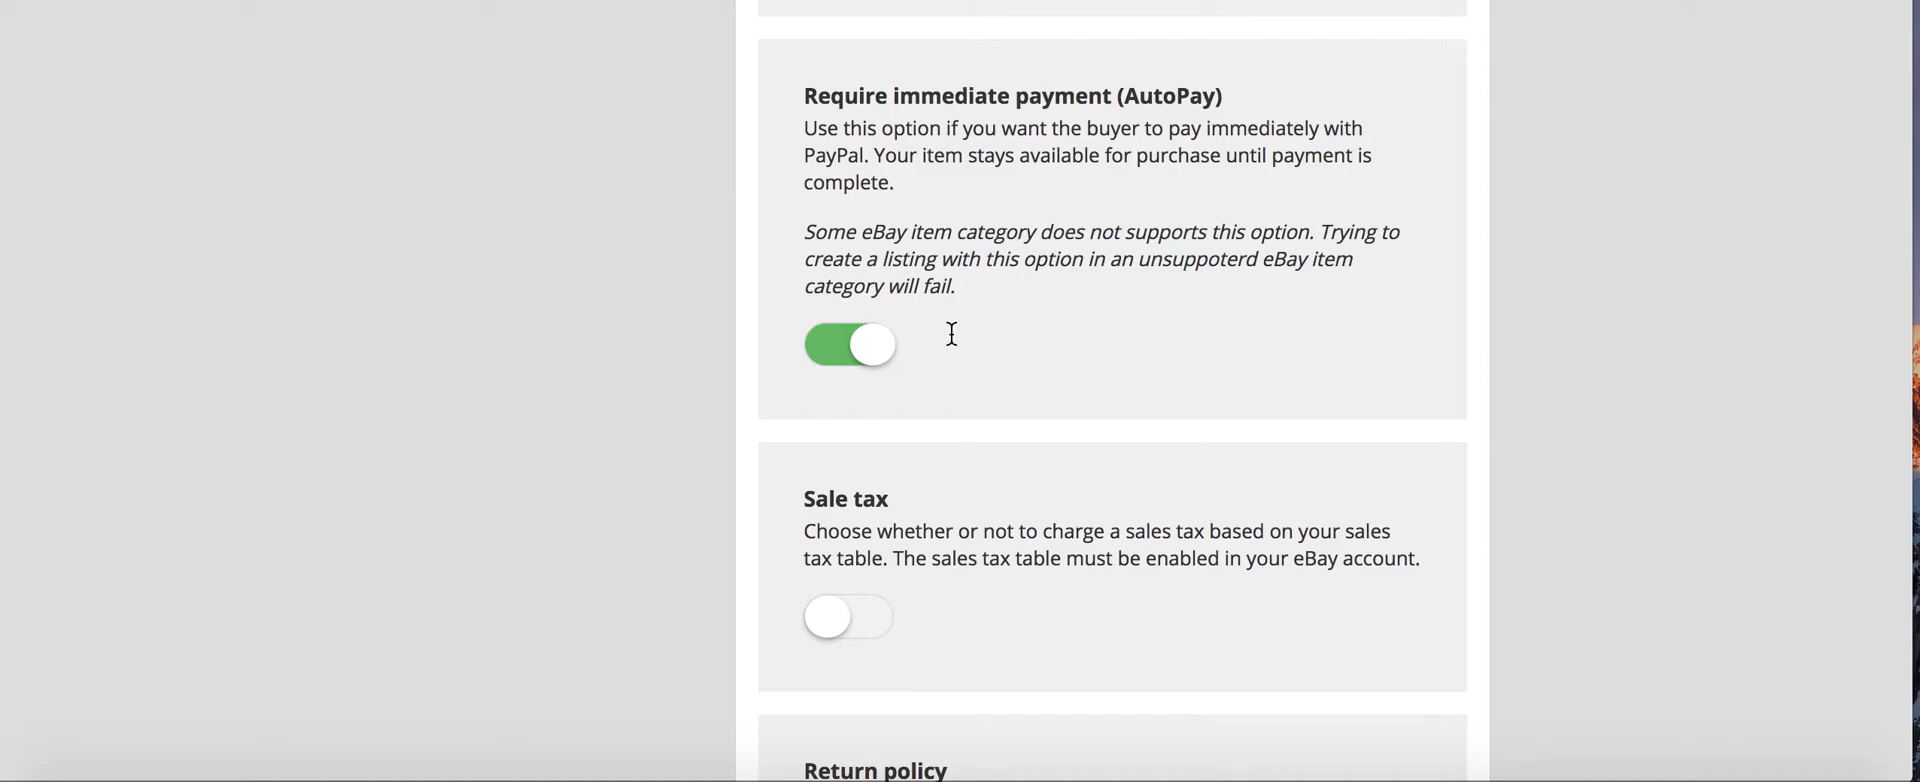 Require immediate payment (AutoPay)
Use this option if you want the buyer to pay immediately with
PayPal. Your item stays available for purchase until payment is
complete.
Some eBay item category does not supports this option. Trying to
create a listing with this option in an unsuppoterd eBay item
category will fail.
Sale tax
Choose whether or not to charge a sales tax based on your sales
tax table. The sales tax table must be enabled in your eBay account.
Return policy